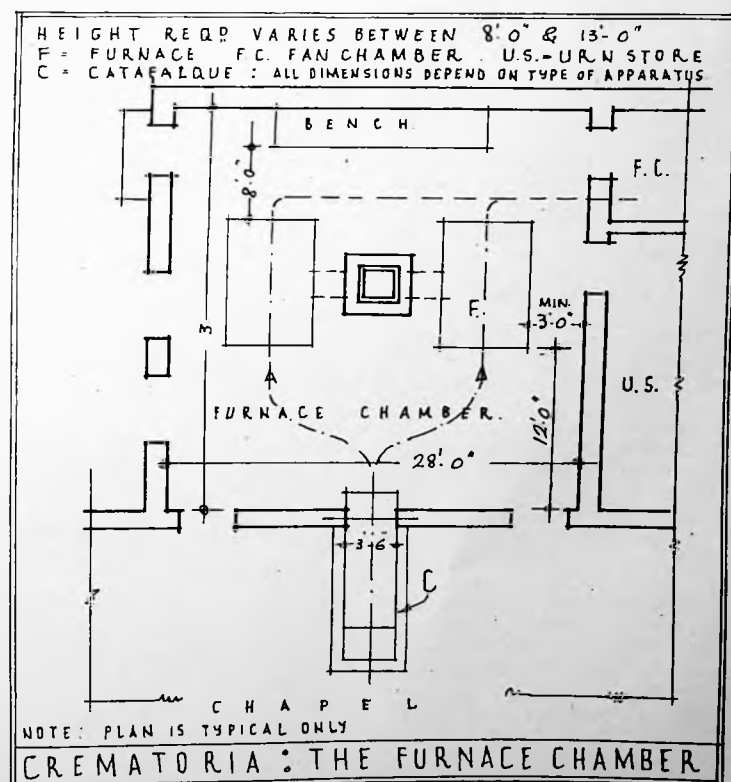 HEIGHT REQD VARIES BETWEEN 8'.0" & 13'-0"
F = FURNACE F.C. FAN CHAMBER. U.S.=URN STORE
C = CATAFALQUE : ALL DIMENSIONS DEPEND ON TYPE OF APPARATUS
BENCH
8'.0"
F.C.
F.
MIN.
3'.0"
3
U.S.
FURNACE CHAMBER.
12'.0"
28'.0"
3'-6"
C
CHAPEL
NOTE: PLAN IS TYPICAL ONLY
CREMATORIA : THE FURNACE CHAMBER